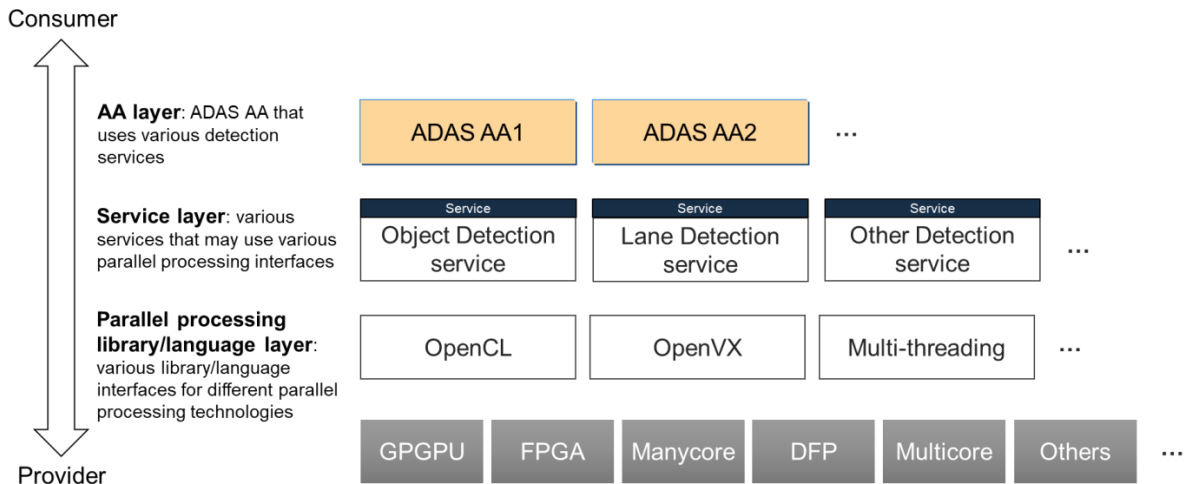 Consumer
AA layer: ADAS AA that
uses various detection
services
ADAS AA1
ADAS AA2
...
Service layer: various
services that may use various
parallel processing interfaces
Service
Object Detection
service
Service
Lane Detection
service
Service
Other Detection
service
...
Parallel processing
library/language layer:
various library/language
interfaces for different parallel
processing technologies
OpenCL
OpenVX
Multi-threading
...
GPGPU
FPGA
Manycore
DFP
Multicore
Others
...
Provider